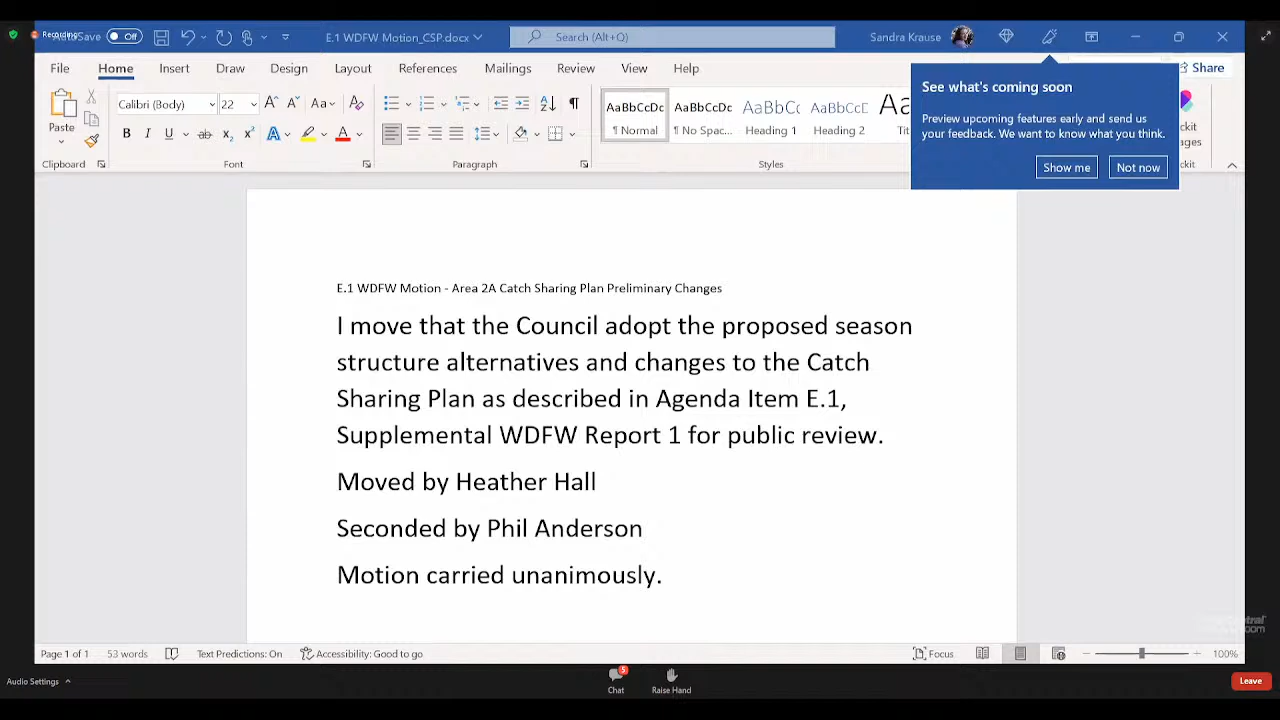 Recording
AutoSave Off
E.1 WDFW Motion_CSP.docx
Search (Alt+Q)
Sandra Krause
File Home Insert Draw Design Layout References Mailings Review View Help
Share
See what's coming soon
Preview upcoming features early and send us
your feedback. We want to know what you think.
Show me Not now
Paste
Calibri (Body) 22
AaBbCcDc AaBbCcDc AaBbCc AaBbCcD
¶ Normal ¶ No Spac... Heading 1 Heading 2
Clipboard Font Paragraph Styles
E.1 WDFW Motion - Area 2A Catch Sharing Plan Preliminary Changes
I move that the Council adopt the proposed season
structure alternatives and changes to the Catch
Sharing Plan as described in Agenda Item E.1,
Supplemental WDFW Report 1 for public review.
Moved by Heather Hall
Seconded by Phil Anderson
Motion carried unanimously.
Page 1 of 1 53 words Text Predictions: On Accessibility: Good to go Focus 100%
Audio Settings
Chat 5
Raise Hand
Leave